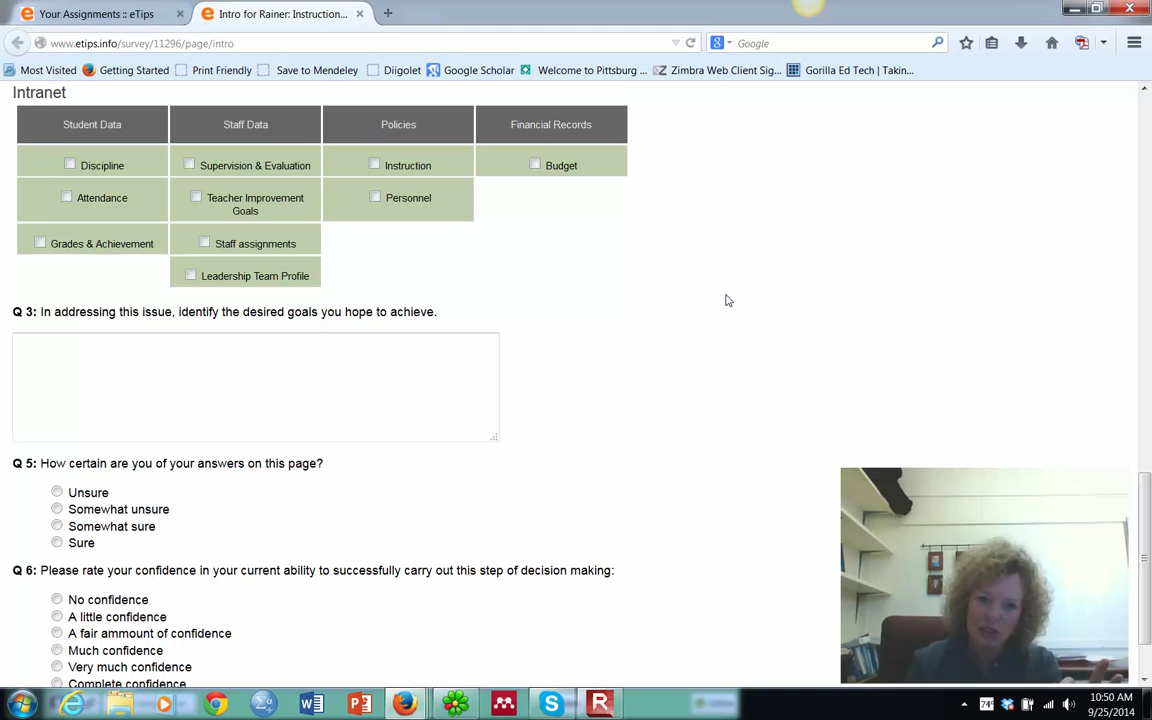 Your Assignments :: eTips
Intro for Rainer: Instruction...
www.etips.info/survey/11296/page/intro
Google
Most Visited
Getting Started
Print Friendly
Save to Mendeley
Diigolet
Google Scholar
Welcome to Pittsburg ...
Zimbra Web Client Sig...
Gorilla Ed Tech | Takin...
Intranet
Student Data Staff Data Policies Financial Records
Discipline Supervision & Evaluation Instruction Budget
Attendance Teacher Improvement Goals Personnel
Grades & Achievement Staff assignments
Leadership Team Profile
Q 3: In addressing this issue, identify the desired goals you hope to achieve.
Q 5: How certain are you of your answers on this page?
Unsure
Somewhat unsure
Somewhat sure
Sure
Q 6: Please rate your confidence in your current ability to successfully carry out this step of decision making:
No confidence
A little confidence
A fair ammount of confidence
Much confidence
Very much confidence
Complete confidence
10:50 AM
9/25/2014